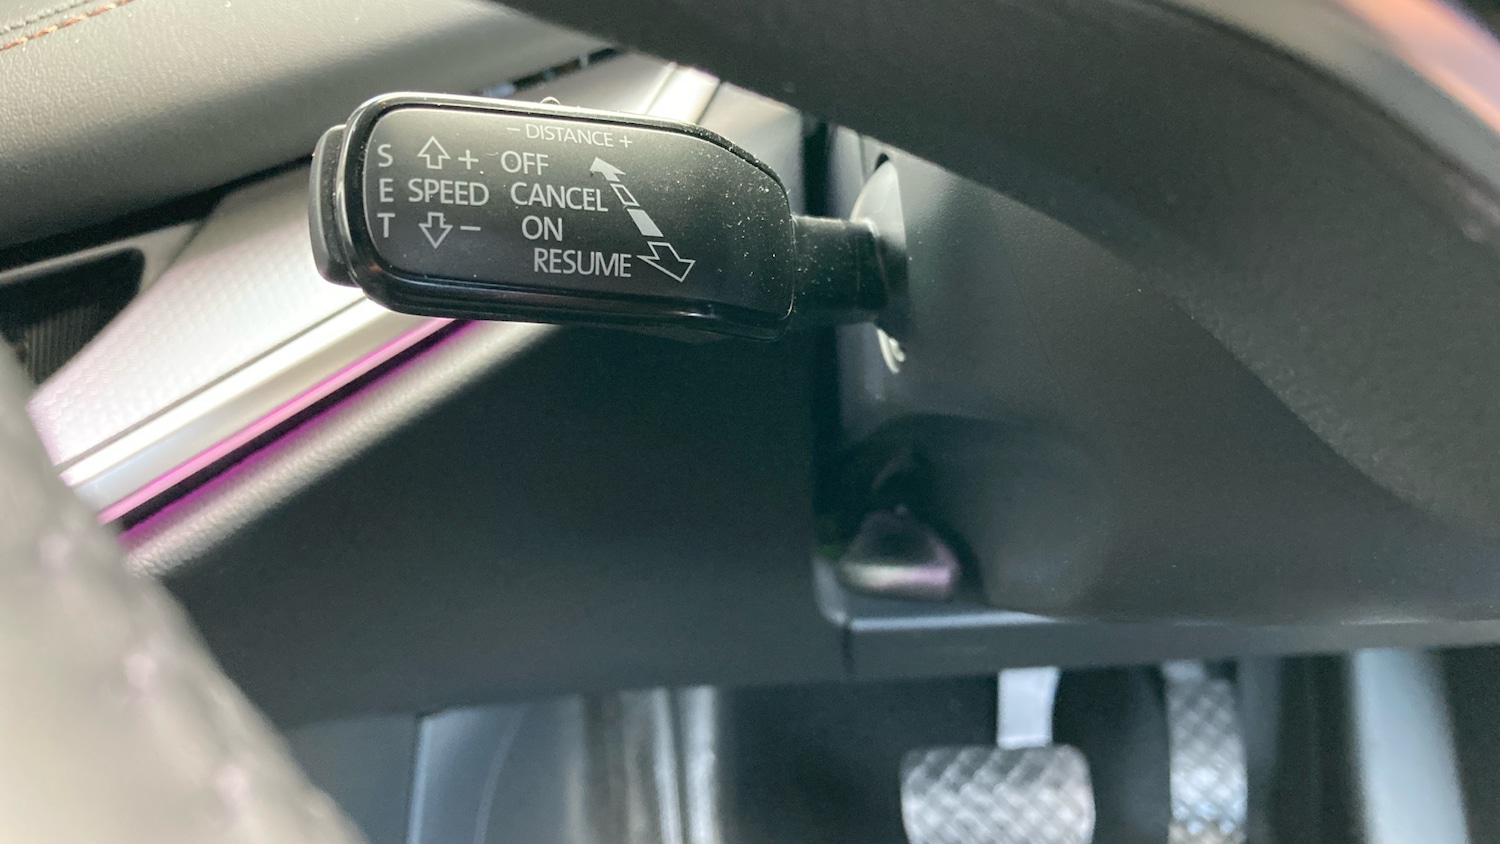 – DISTANCE +
S + OFF
E SPEED CANCEL
T – ON
RESUME